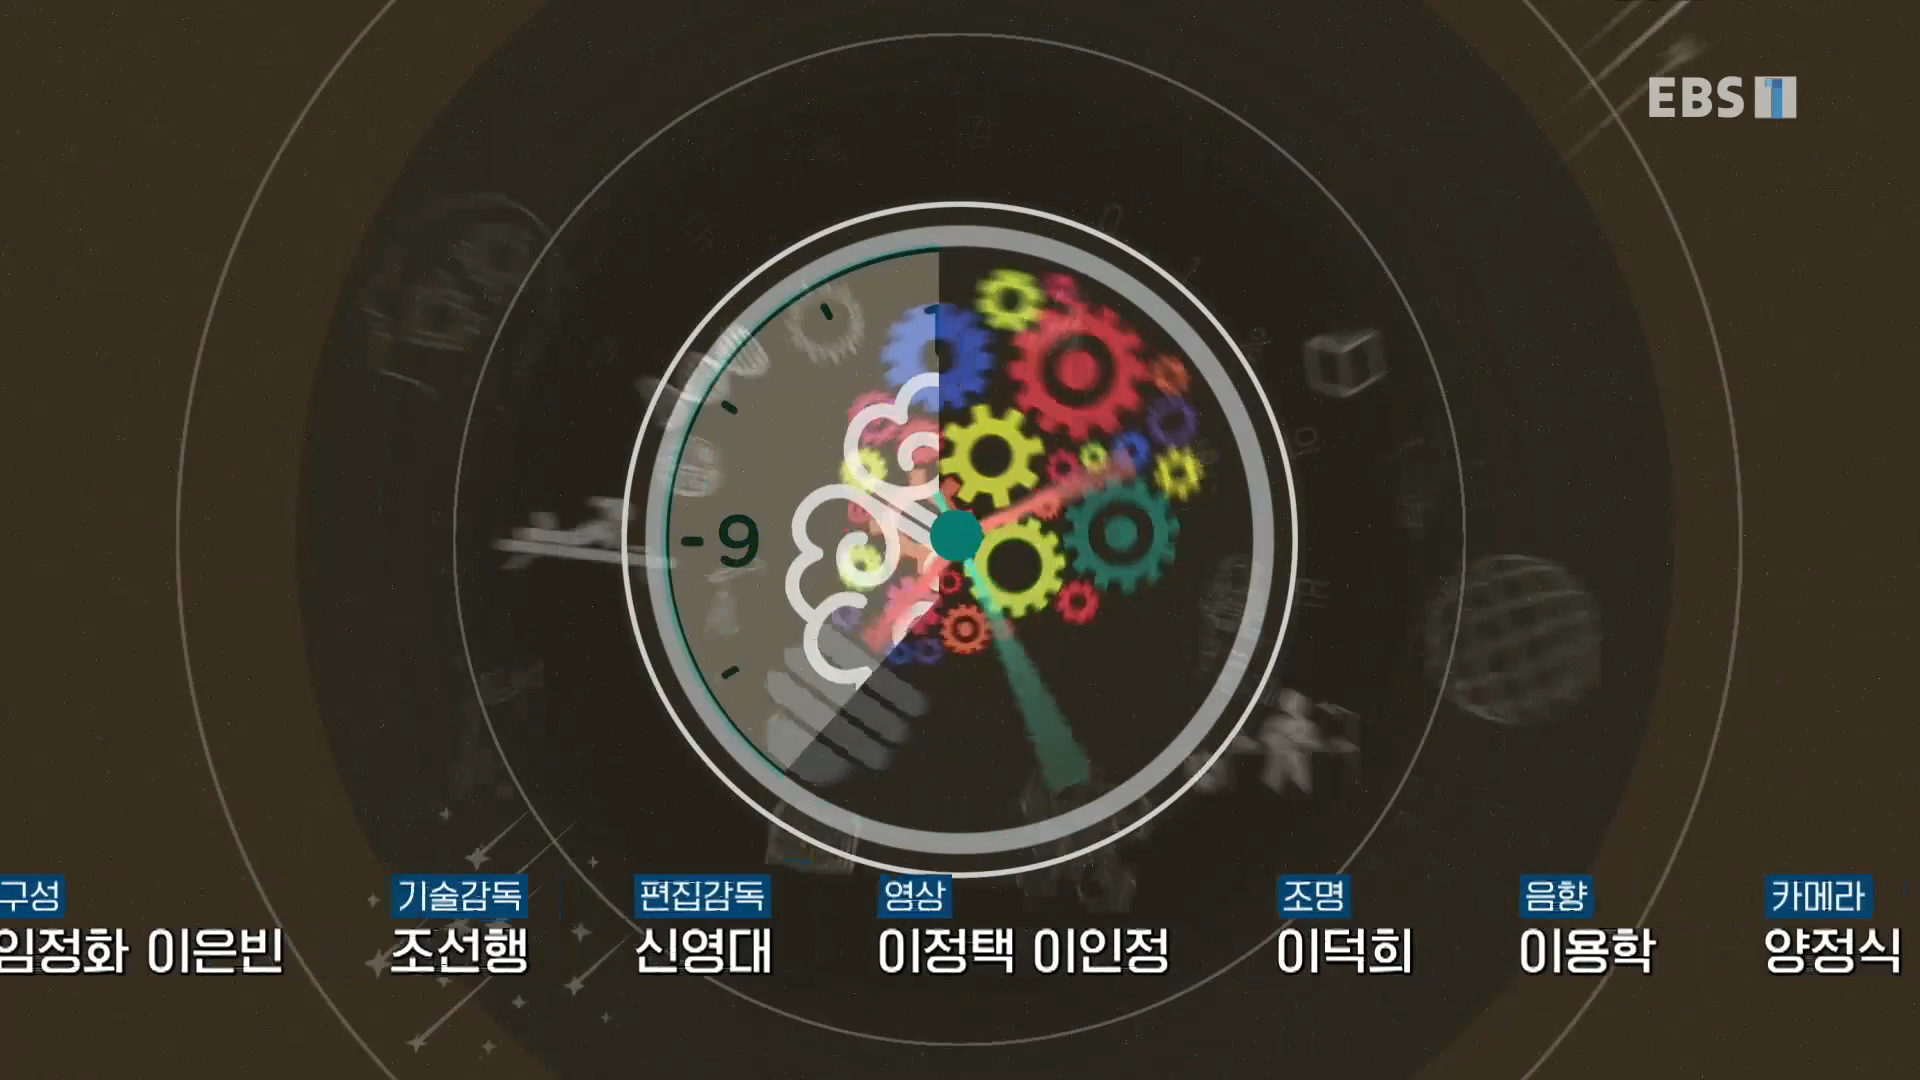 EBS 1
9
구성 기술감독 편집감독 영상 조명 음향 카메라
임정화 이은빈 조선행 신영대 이정택 이인정 이덕희 이용학 양정식